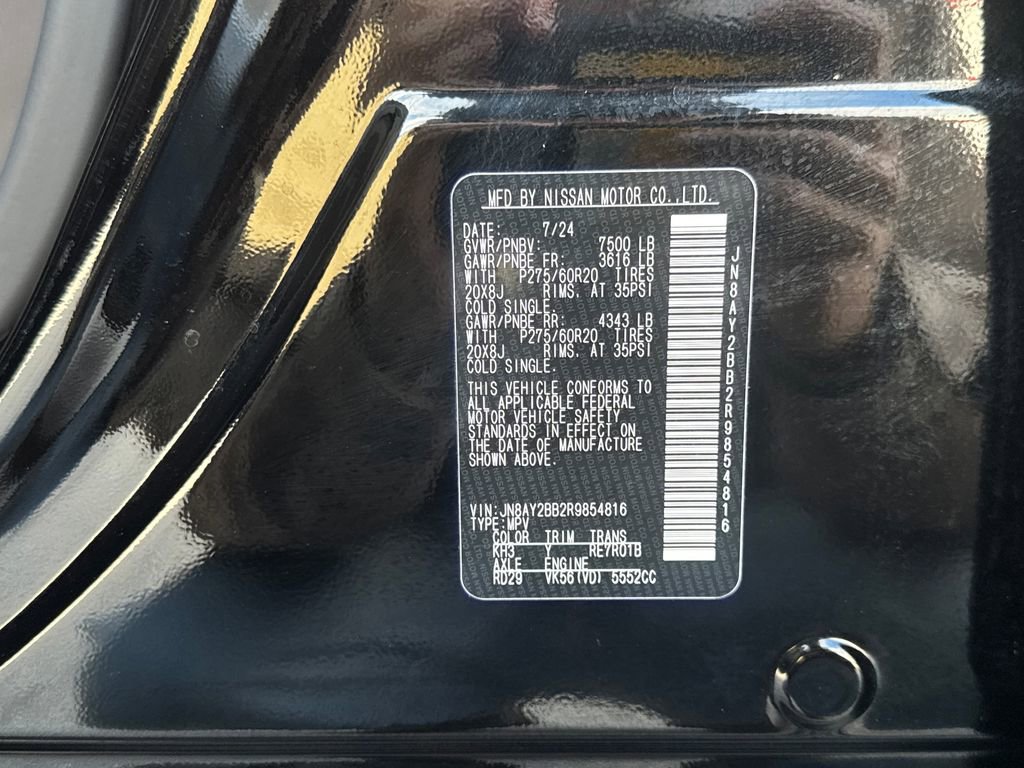 MFD BY NISSAN MOTOR CO.,LTD.
DATE: 7/24
GVWR/PNBV: 7500 LB
GAWR/PNBE FR: 3616 LB
WITH P275/60R20 TIRES
20X8J RIMS. AT 35PSI
COLD SINGLE.
GAWR/PNBE RR: 4343 LB
WITH P275/60R20 TIRES
20X8J RIMS. AT 35PSI
COLD SINGLE.
THIS VEHICLE CONFORMS TO
ALL APPLICABLE FEDERAL
MOTOR VEHICLE SAFETY
STANDARDS IN EFFECT ON
THE DATE OF MANUFACTURE
SHOWN ABOVE.
VIN:JN8AY2BB2R9854816
TYPE:MPV
COLOR TRIM TRANS
KH3 Y RE7R01B
AXLE ENGINE
RD29 VK56(VD) 5552CC
JN8AY2BB2R9854816